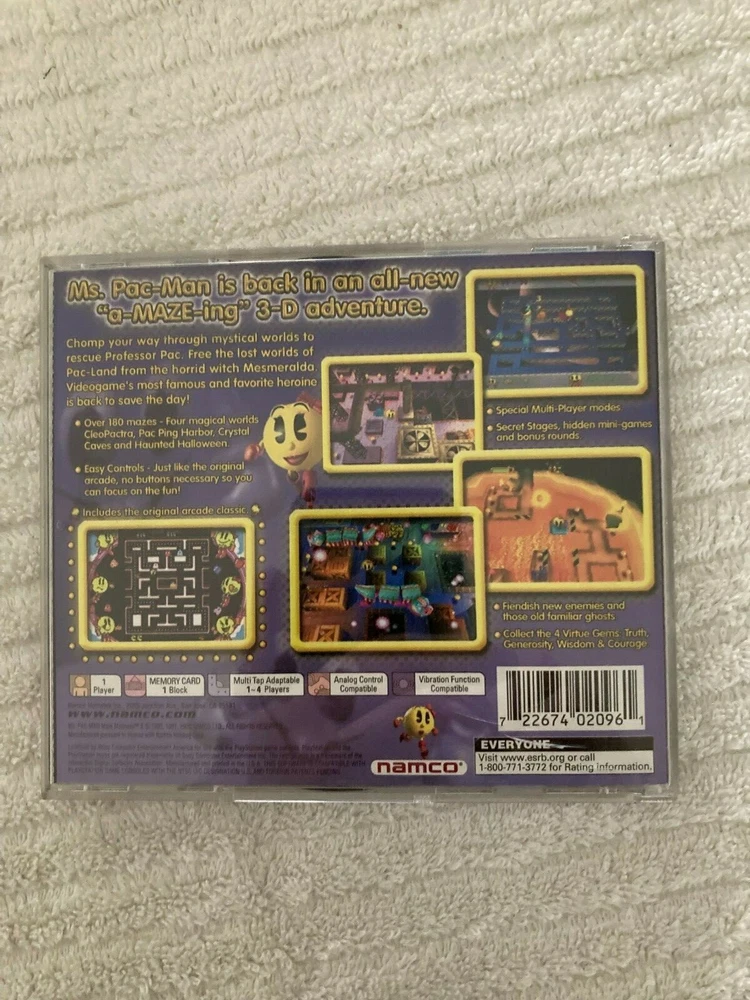 Ms. Pac-Man is back in an all-new
"a-MAZE-ing" 3-D adventure.
Chomp your way through mystical worlds to
rescue Professor Pac. Free the lost worlds of
Pac-Land from the horrid witch Mesmeralda
Videogame's most famous and favorite heroine
is back to save the day!
• Over 180 mazes - Four magical worlds
CleoPactra, Pac Ping Harbor, Crystal
Caves and Haunted Halloween.
• Easy Controls - Just like the original
arcade, no buttons necessary so you
can focus on the fun!
• Includes the original arcade classic.
• Special Multi-Player modes
• Secret Stages, hidden mini-games
and bonus rounds
• Fiendish new enemies and
those old familiar ghosts
• Collect the 4 Virtue Gems: Truth,
Generosity, Wisdom & Courage
1
Player
MEMORY CARD
1 Block
Multi Tap Adaptable
1-4 Players
Analog Control
Compatible
Vibration Function
Compatible
www.namco.com
namco
7 22674 02096 1
EVERYONE
Visit www.esrb.org or call
1-800-771-3772 for Rating information.